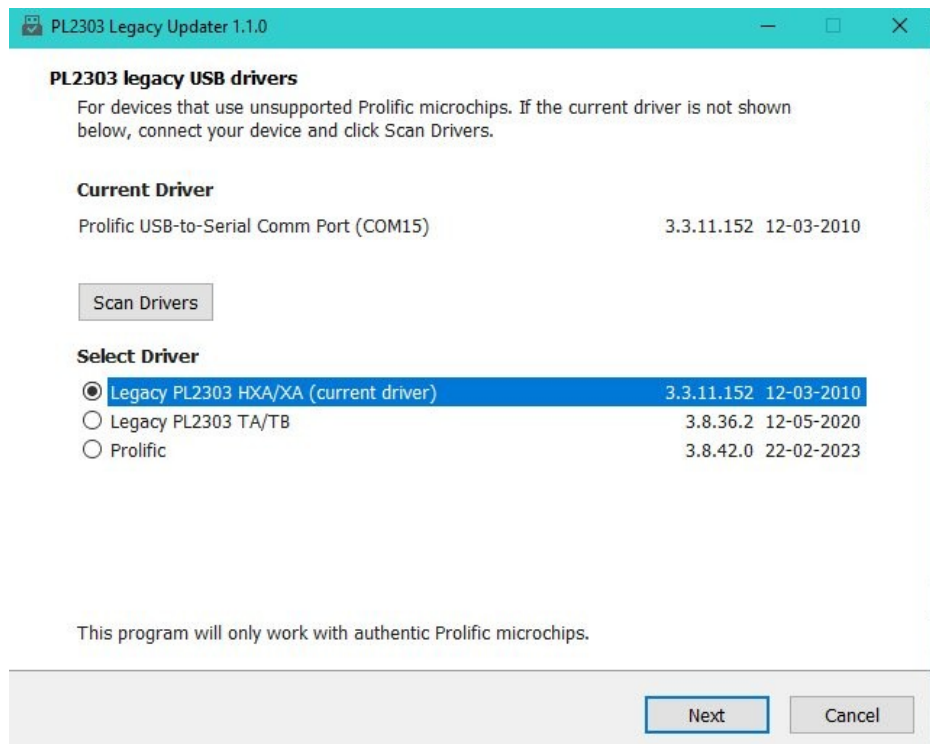 PL2303 Legacy Updater 1.1.0
PL2303 legacy USB drivers
For devices that use unsupported Prolific microchips. If the current driver is not shown
below, connect your device and click Scan Drivers.
Current Driver
Prolific USB-to-Serial Comm Port (COM15) 3.3.11.152 12-03-2010
Scan Drivers
Select Driver
Legacy PL2303 HXA/XA (current driver) 3.3.11.152 12-03-2010
Legacy PL2303 TA/TB 3.8.36.2 12-05-2020
Prolific 3.8.42.0 22-02-2023
This program will only work with authentic Prolific microchips.
Next Cancel